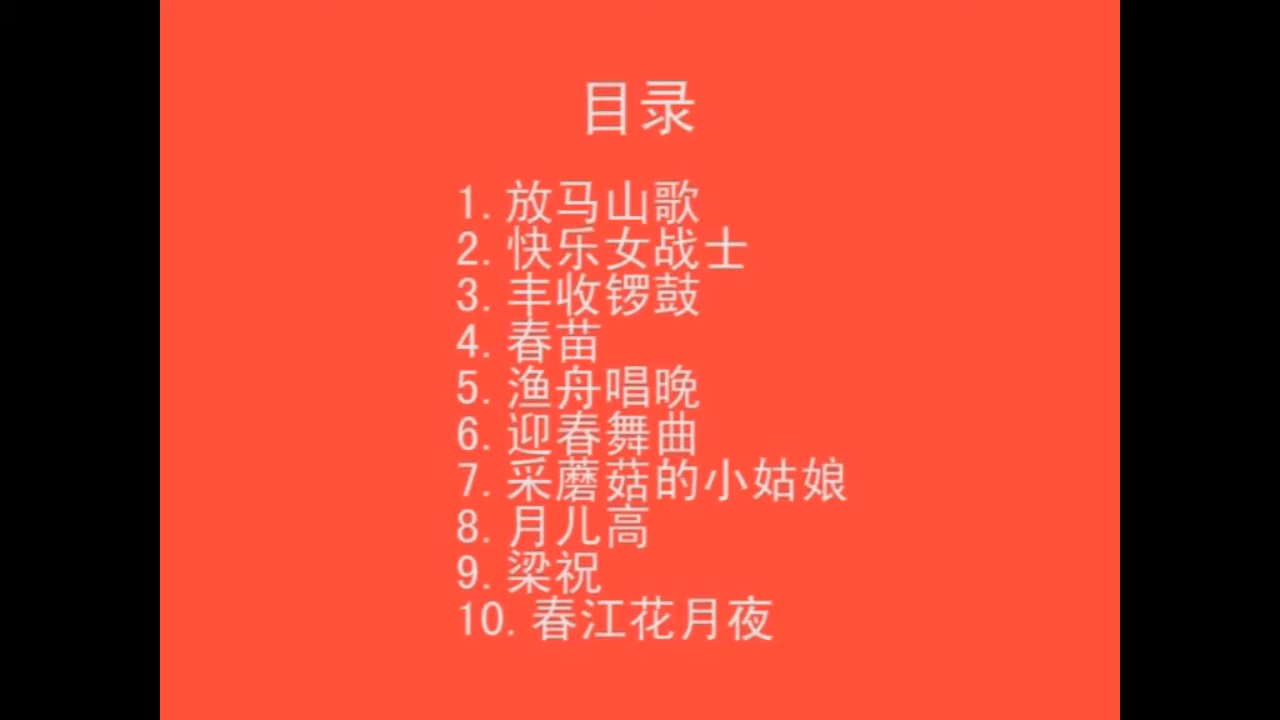 目录
1. 放马山歌
2. 快乐女战士
3. 丰收锣鼓
4. 春苗
5. 渔舟唱晚
6. 迎春舞曲
7. 采蘑菇的小姑娘
8. 月儿高
9. 梁祝
10. 春江花月夜